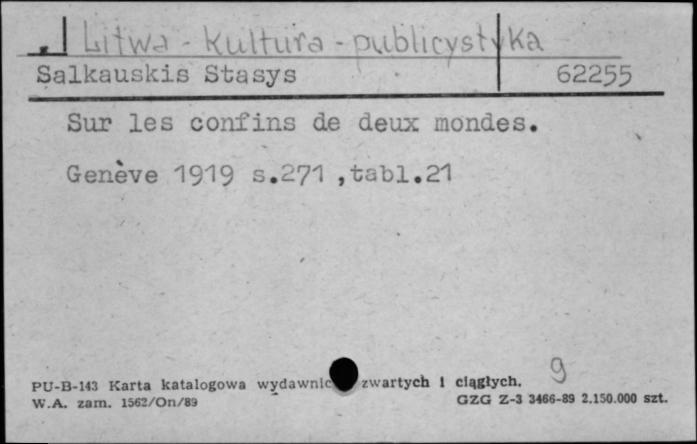 Litwa - kultura - publicystyka
Salkauskis Stasys 62255
Sur les confins de deux mondes.
Genève 1919 s.271 ,tabl.21
9
PU-B-143 Karta katalogowa wydawnic zwartych i ciągłych.
W.A. zam. 1562/On/89 GZG Z-3 3466-89 2.150.000 szt.